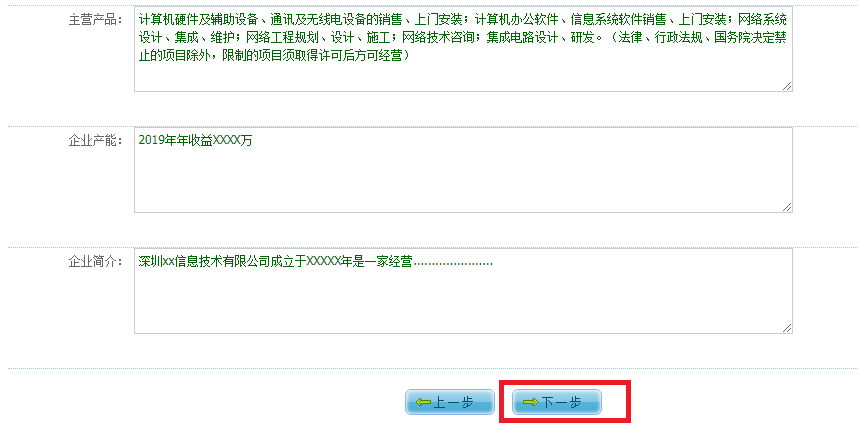 主营产品： 计算机硬件及辅助设备、通讯及无线电设备的销售、上门安装；计算机办公软件、信息系统软件销售、上门安装；网络系统
设计、集成、维护；网络工程规划、设计、施工；网络技术咨询；集成电路设计、研发。（法律、行政法规、国务院决定禁
止的项目除外，限制的项目须取得许可后方可经营）
企业产能： 2019年年收益XXXX万
企业简介： 深圳xx信息技术有限公司成立于XXXXX年是一家经营......................
上一步 下一步